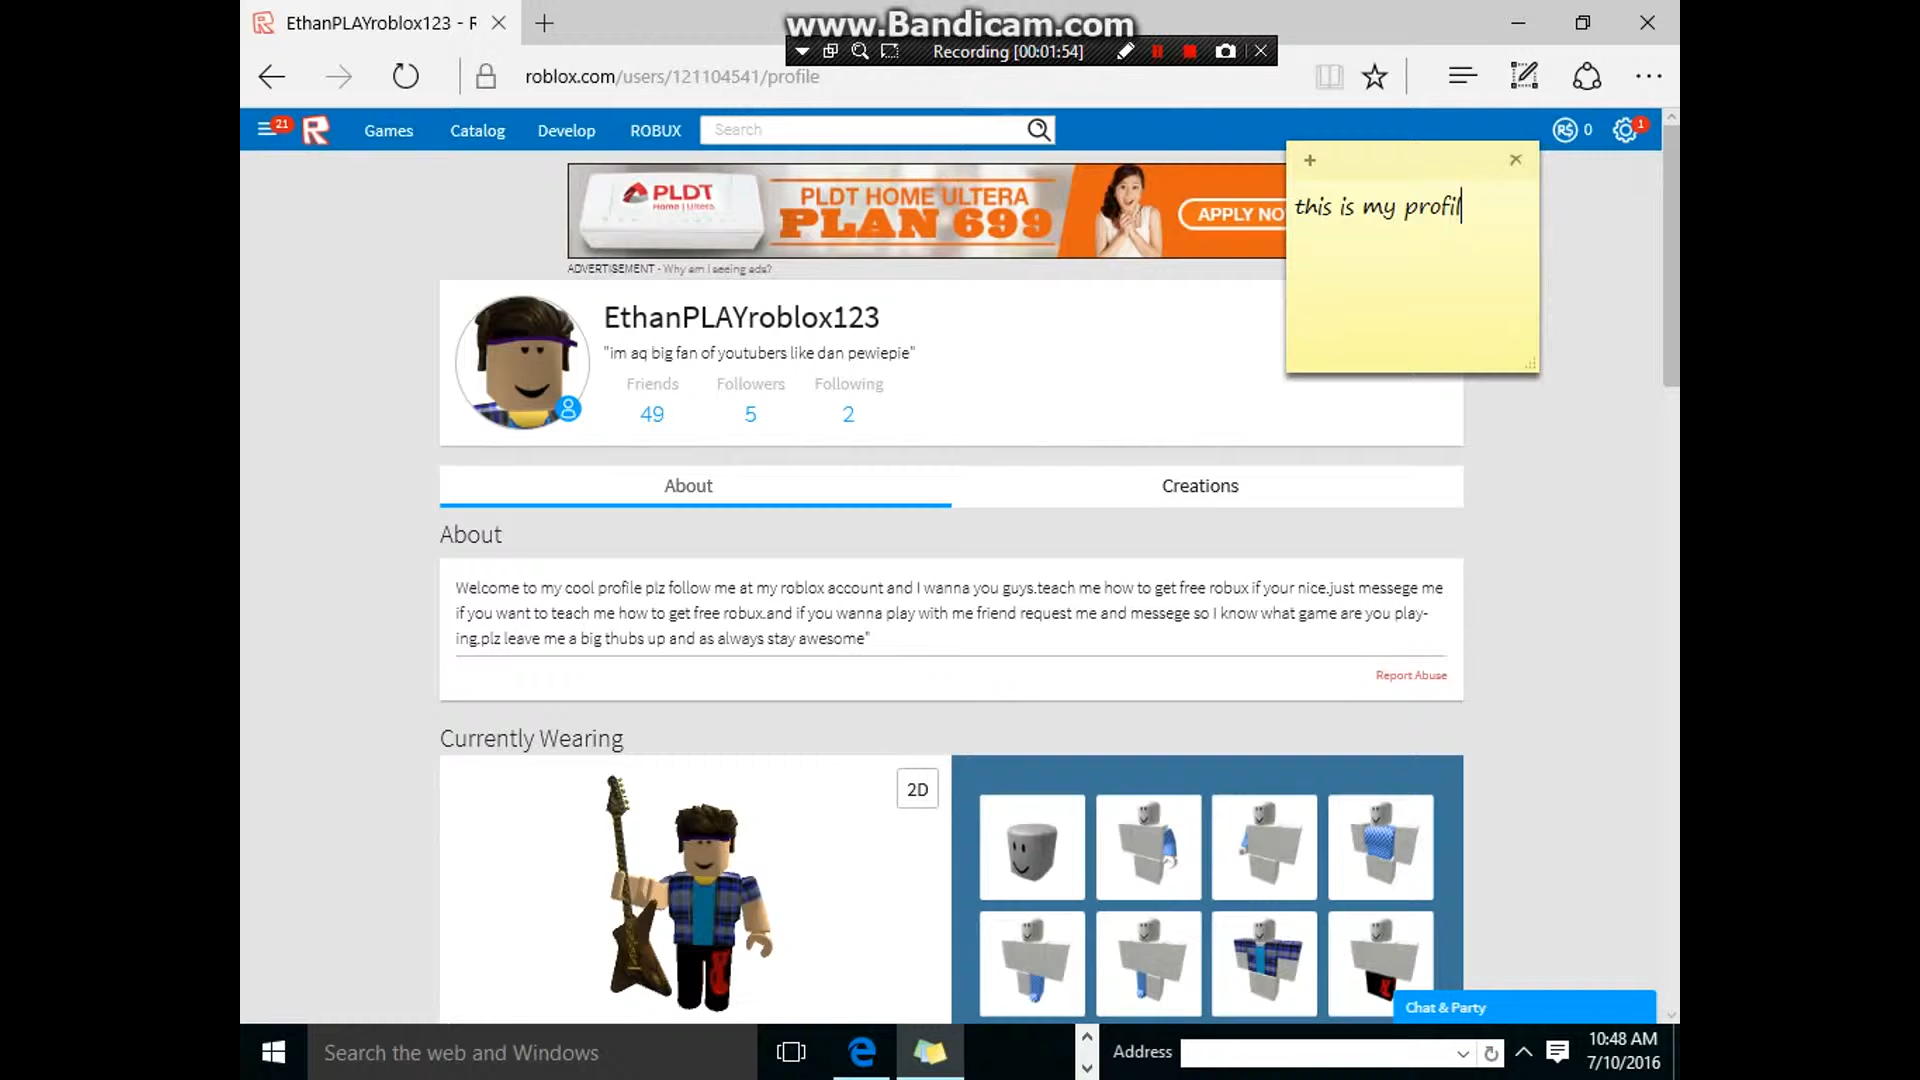 www.Bandicam.com
EthanPLAYroblox123 - R
Recording [00:01:54]
roblox.com/users/121104541/profile
21
Games
Catalog
Develop
ROBUX
Search
R$ 0
1
PLDT
Home | Ultera
PLDT HOME ULTERA
PLAN 699
APPLY NO
this is my profil
ADVERTISEMENT - Why am I seeing ads?
EthanPLAYroblox123
"im aq big fan of youtubers like dan pewiepie"
Friends
Followers
Following
49
5
2
About
Creations
About
Welcome to my cool profile plz follow me at my roblox account and I wanna you guys.teach me how to get free robux if your nice.just messege me
if you want to teach me how to get free robux.and if you wanna play with me friend request me and messege so I know what game are you play-
ing.plz leave me a big thubs up and as always stay awesome"
Report Abuse
Currently Wearing
2D
Chat & Party
Search the web and Windows
Address
10:48 AM
7/10/2016